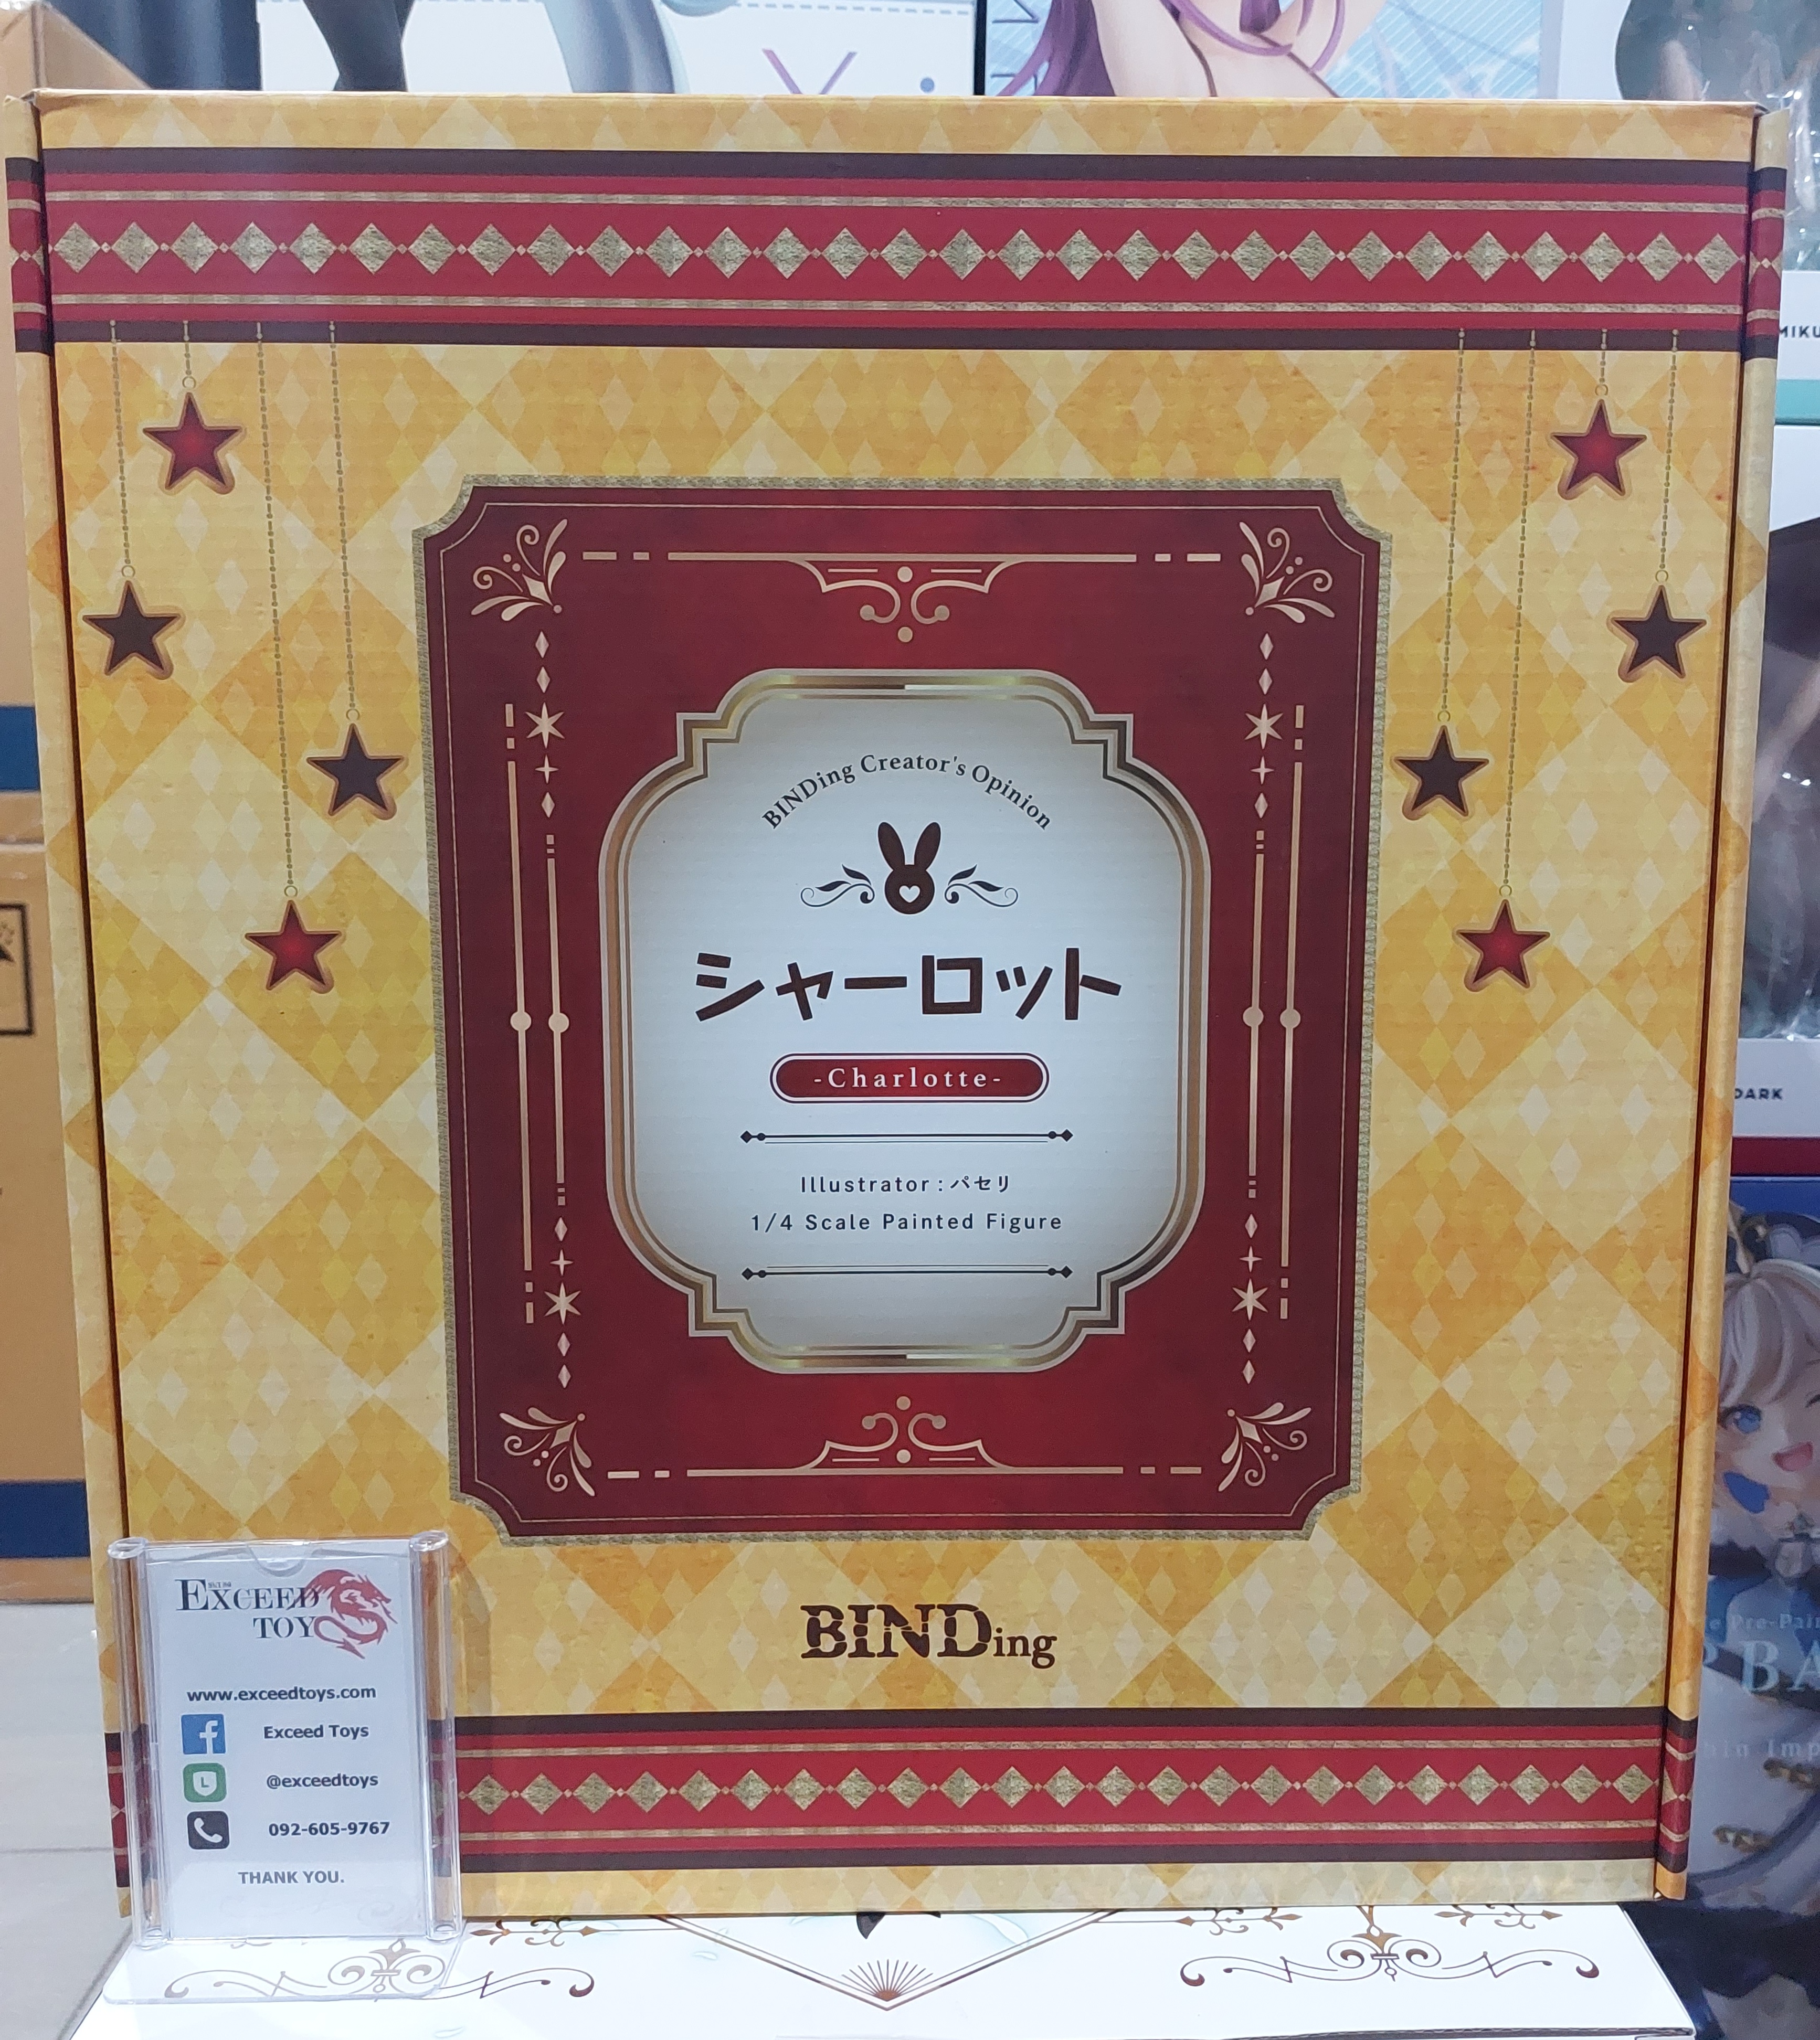 MIKU
BINDing Creator's Opinion
シャーロット
-Charlotte-
Illustrator : パセリ
1/4 Scale Painted Figure
DARK
BINDing
EXCEED
TOY
www.exceedtoys.com
Exceed Toys
L
@exceedtoys
092-605-9767
THANK YOU.